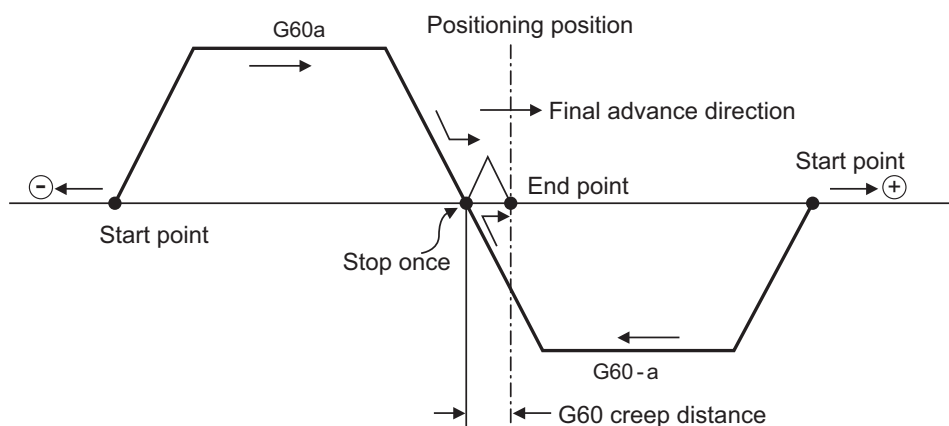 G60a
Positioning position
Final advance direction
Start point
- 
+
End point
Start point
Stop once
G60-a
G60 creep distance